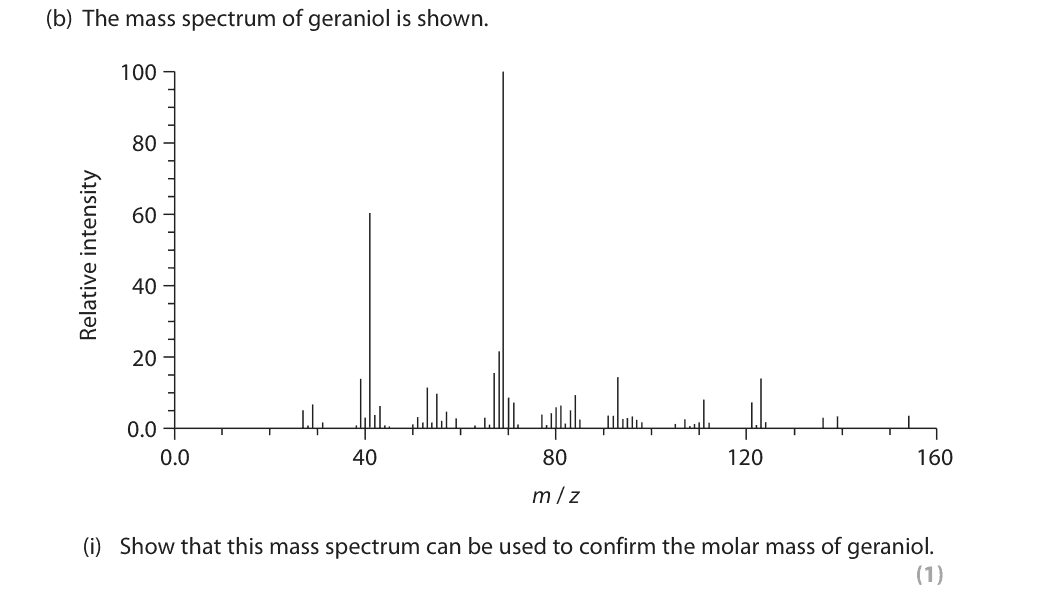 (b) The mass spectrum of geraniol is shown.
100
80
60
40
20
0.0
Relative intensity
0.0 40 80 120 160
m / z
(i) Show that this mass spectrum can be used to confirm the molar mass of geraniol.
(1)